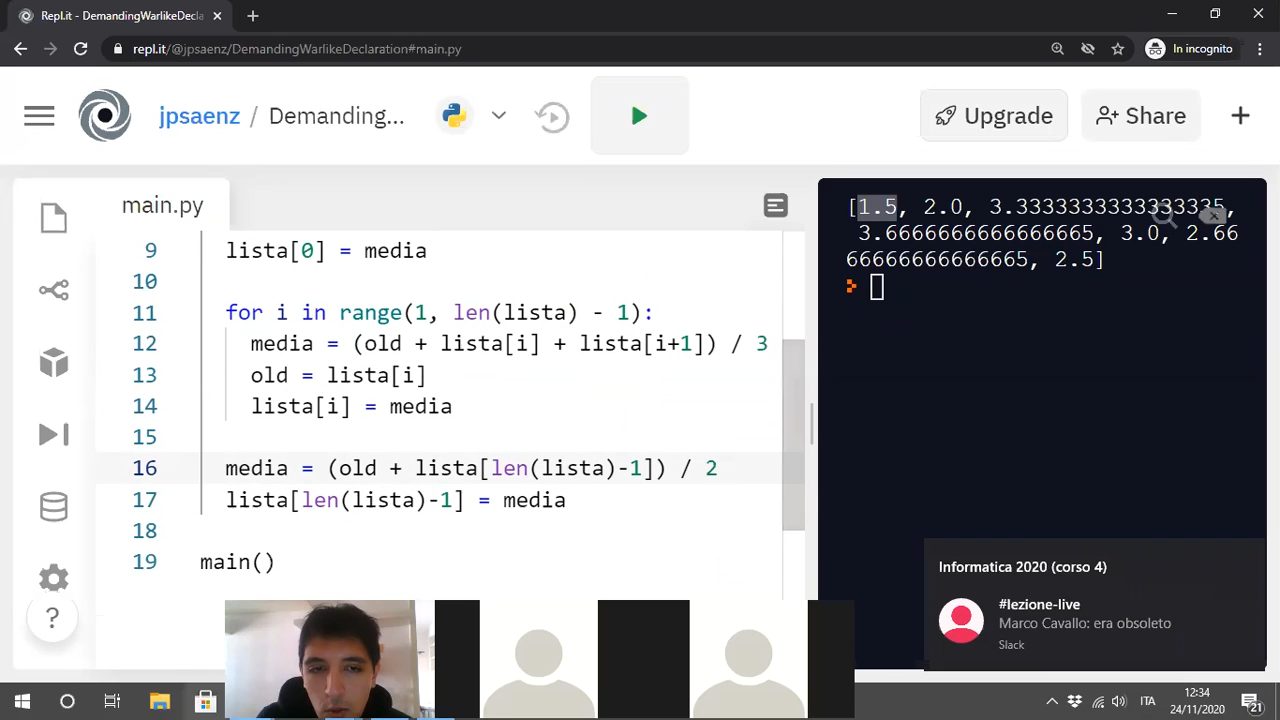 Repl.it - DemandingWarlikeDecla
repl.it/@jpsaenz/DemandingWarlikeDeclaration#main.py
In incognito
jpsaenz / Demanding...
Upgrade
Share
main.py
9 lista[0] = media
10
11 for i in range(1, len(lista) - 1):
12 media = (old + lista[i] + lista[i+1]) / 3
13 old = lista[i]
14 lista[i] = media
15
16 media = (old + lista[len(lista)-1]) / 2
17 lista[len(lista)-1] = media
18
19 main()
[1.5, 2.0, 3.3333333333333335,
3.6666666666666665, 3.0, 2.66
66666666666665, 2.5]
Informatica 2020 (corso 4)
#lezione-live
Marco Cavallo: era obsoleto
Slack
?
ITA
12:34
24/11/2020
21